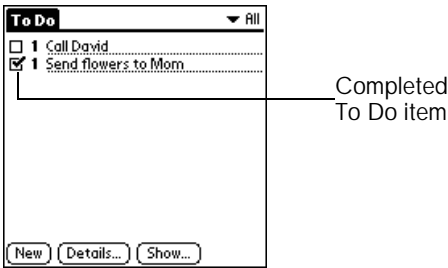 To Do
All
1 Call David
1 Send flowers to Mom
Completed
To Do item
New Details... Show...